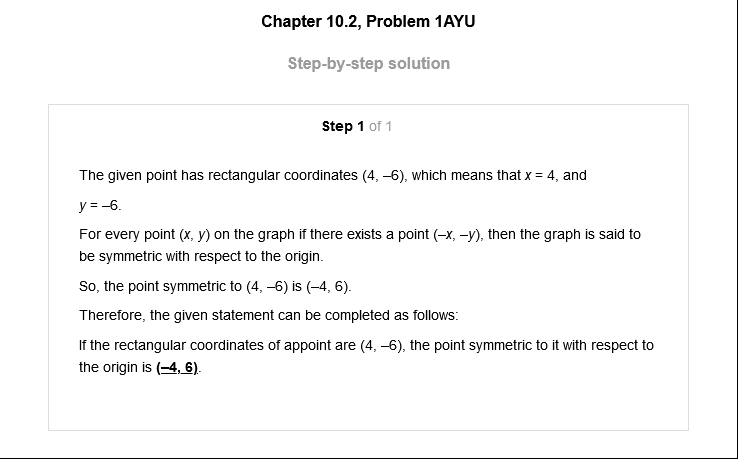 Chapter 10.2, Problem 1AYU
Step-by-step solution
Step 1 of 1
The given point has rectangular coordinates (4, –6), which means that x = 4, and
y = –6.
For every point (x, y) on the graph if there exists a point (–x, –y), then the graph is said to
be symmetric with respect to the origin.
So, the point symmetric to (4, –6) is (–4, 6).
Therefore, the given statement can be completed as follows:
If the rectangular coordinates of appoint are (4, –6), the point symmetric to it with respect to
the origin is (–4, 6).